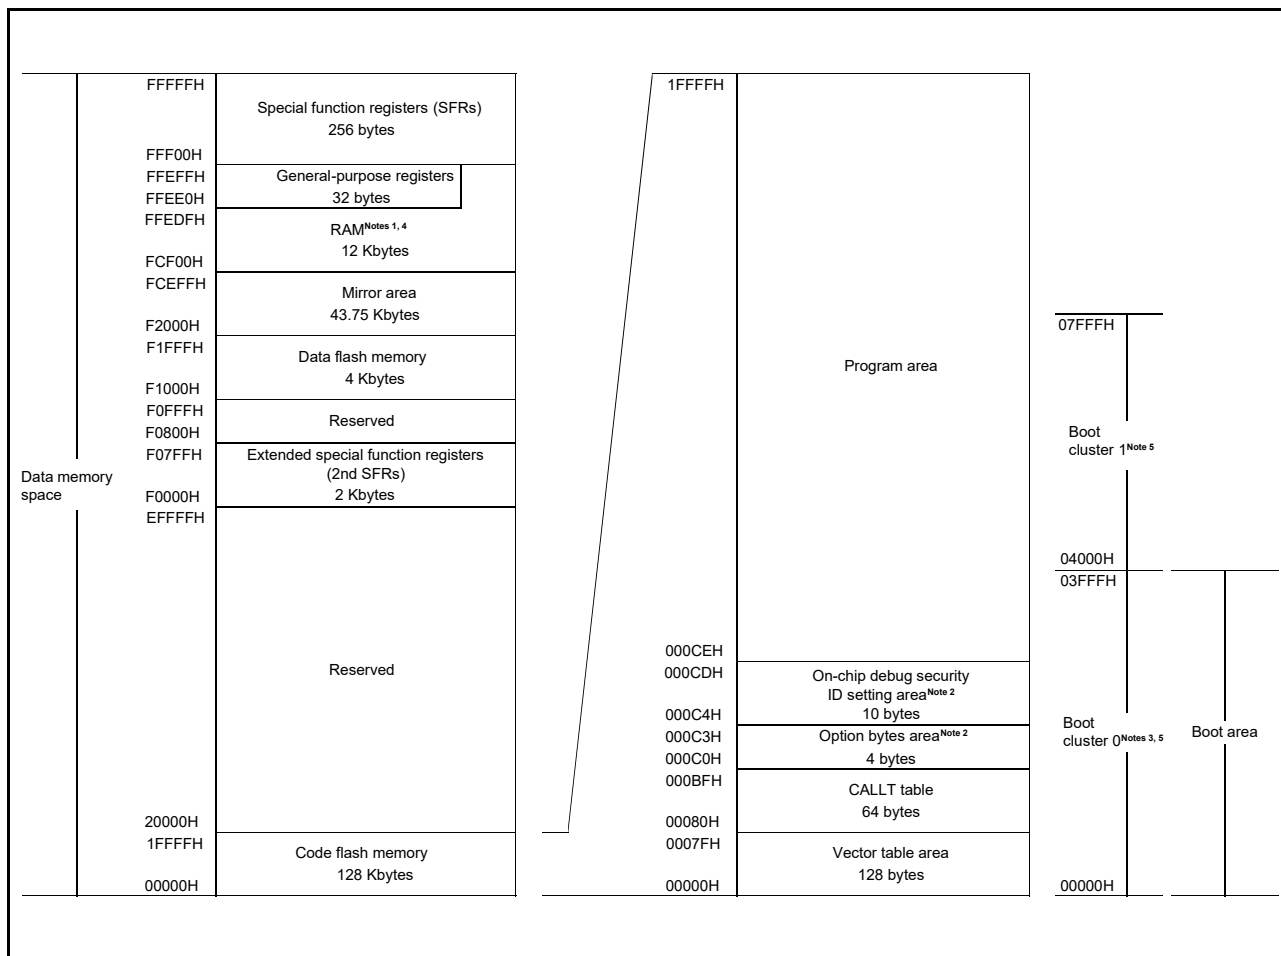 FFFFFH
Special function registers (SFRs)
256 bytes
FFF00H
FFEFFH
General-purpose registers
FFEE0H
32 bytes
FFEDFH
RAMNotes 1, 4
12 Kbytes
FCF00H
FCEFFH
Mirror area
43.75 Kbytes
F2000H
F1FFFH
Data flash memory
4 Kbytes
F1000H
F0FFFH
Reserved
F0800H
F07FFH
Extended special function registers
(2nd SFRs)
2 Kbytes
F0000H
EFFFFH
Data memory
space
Reserved
20000H
1FFFFH
Code flash memory
128 Kbytes
00000H
1FFFFH
Program area
000CEH
000CDH
On-chip debug security
ID setting areaNote 2
10 bytes
000C4H
000C3H
Option bytes areaNote 2
000C0H
4 bytes
000BFH
CALLT table
64 bytes
00080H
0007FH
Vector table area
128 bytes
00000H
07FFFH
Boot
cluster 1Note 5
04000H
03FFFH
Boot
cluster 0Notes 3, 5
Boot area
00000H